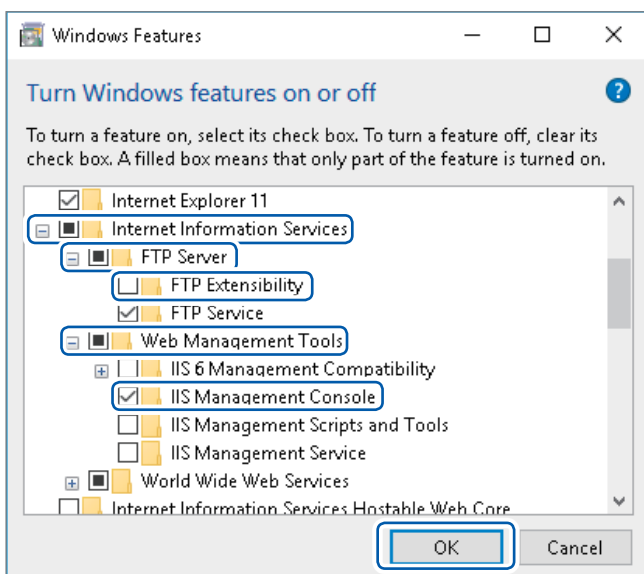 Windows Features
Turn Windows features on or off
?
To turn a feature on, select its check box. To turn a feature off, clear its
check box. A filled box means that only part of the feature is turned on.
Internet Explorer 11
Internet Information Services
FTP Server
FTP Extensibility
FTP Service
Web Management Tools
IIS 6 Management Compatibility
IIS Management Console
IIS Management Scripts and Tools
IIS Management Service
World Wide Web Services
Internet Information Services Hostable Web Core
OK
Cancel